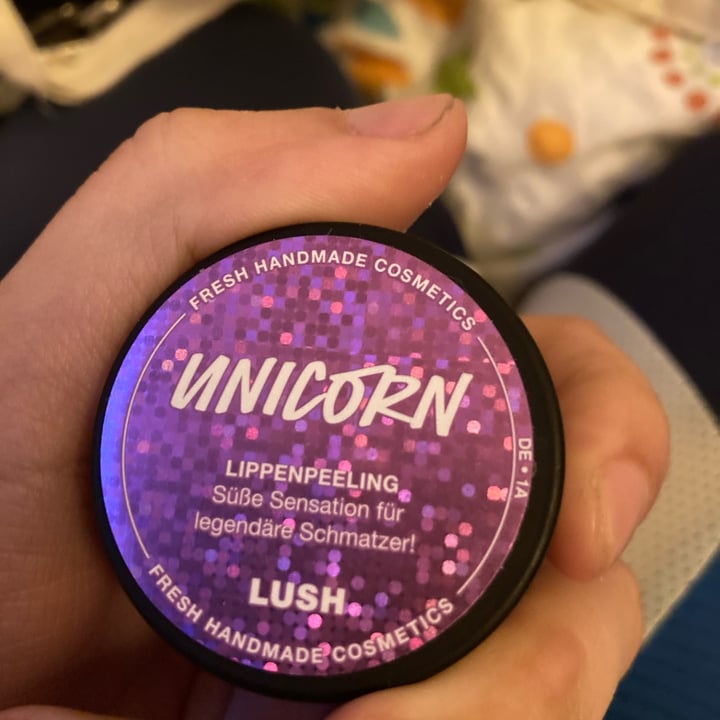 FRESH HANDMADE COSMETICS
UNICORN
LIPPENPEELING
Süße Sensation für
legendäre Schmatzer!
LUSH
FRESH HANDMADE COSMETICS
DE • 1A